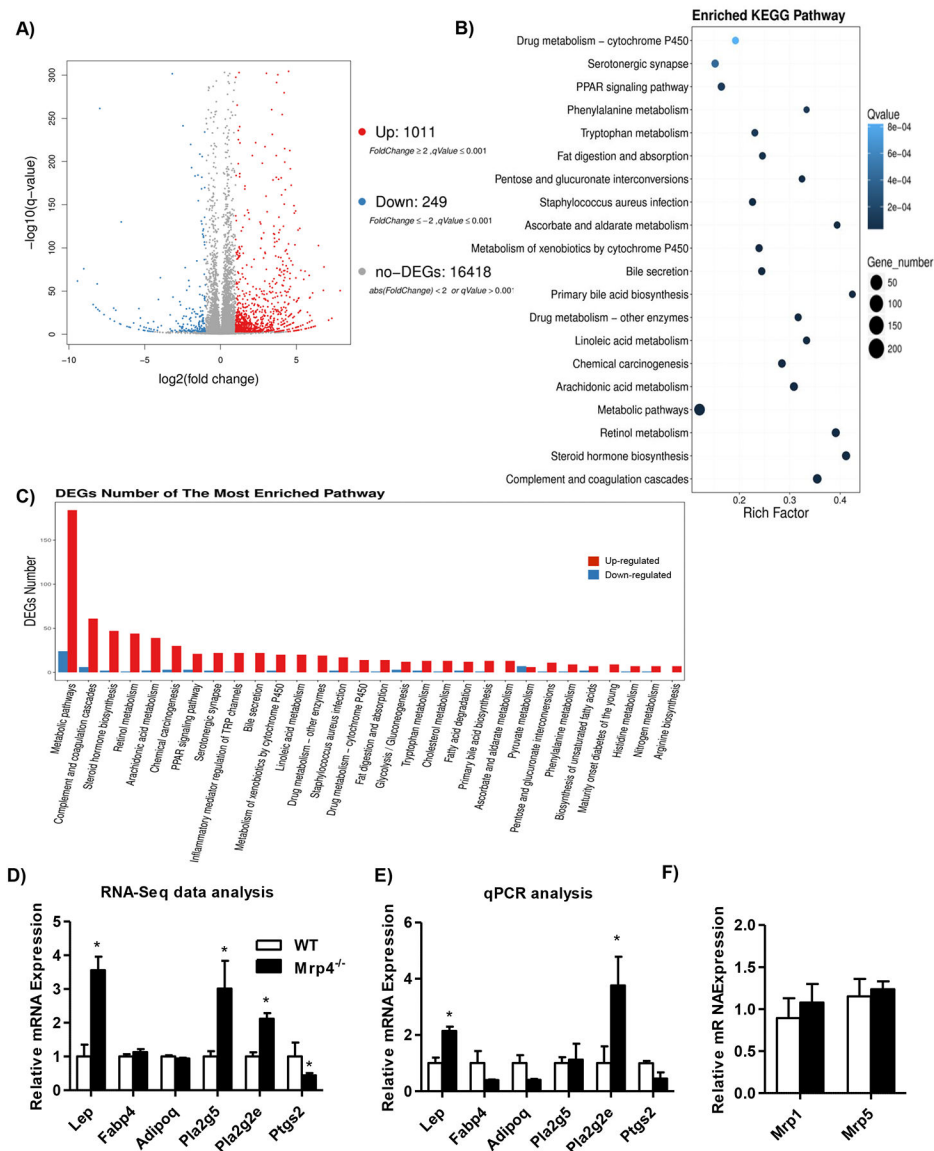 A)
300
250
200
150
100
50
0
−log10(q−value)
−10
−5
0
5
log2(fold change)
Up: 1011
FoldChange ≥ 2 ,qValue ≤ 0.001
Down: 249
FoldChange ≤ −2 ,qValue ≤ 0.001
no−DEGs: 16418
abs(FoldChange) < 2 or qValue > 0.00
B)
Enriched KEGG Pathway
Drug metabolism − cytochrome P450
Serotonergic synapse
PPAR signaling pathway
Phenylalanine metabolism
Tryptophan metabolism
Fat digestion and absorption
Pentose and glucuronate interconversions
Staphylococcus aureus infection
Ascorbate and aldarate metabolism
Metabolism of xenobiotics by cytochrome P450
Bile secretion
Primary bile acid biosynthesis
Drug metabolism − other enzymes
Linoleic acid metabolism
Chemical carcinogenesis
Arachidonic acid metabolism
Metabolic pathways
Retinol metabolism
Steroid hormone biosynthesis
Complement and coagulation cascades
0.2
0.3
0.4
Rich Factor
Qvalue
8e−04
6e−04
4e−04
2e−04
Gene_number
50
100
150
200
C)
DEGs Number of The Most Enriched Pathway
DEGs Number
150
100
50
0
Up-regulated
Down-regulated
Metabolic pathways
Complement and coagulation cascades
Steroid hormone biosynthesis
Retinol metabolism
Arachidonic acid metabolism
Chemical carcinogenesis
PPAR signaling pathway
Serotonergic synapse
Inflammatory mediator regulation of TRP channels
Bile secretion
Metabolism of xenobiotics by cytochrome P450
Linoleic acid metabolism
Drug metabolism − other enzymes
Staphylococcus aureus infection
Drug metabolism − cytochrome P450
Fat digestion and absorption
Glycolysis / Gluconeogenesis
Tryptophan metabolism
Cholesterol metabolism
Fatty acid degradation
Primary bile acid biosynthesis
Ascorbate and aldarate metabolism
Pyruvate metabolism
Pentose and glucuronate interconversions
Phenylalanine metabolism
Biosynthesis of unsaturated fatty acids
Maturity onset diabetes of the young
Histidine metabolism
Nitrogen metabolism
Arginine biosynthesis
D)
RNA-Seq data analysis
Relative mRNA Expression
5
4
3
2
1
0
*
*
*
*
WT
Mrp4-/-
Lep
Fabp4
Adipoq
Pla2g5
Pla2g2e
Ptgs2
E)
qPCR analysis
Relative mRNA Expression
6
4
2
0
*
*
Lep
Fabp4
Adipoq
Pla2g5
Pla2g2e
Ptgs2
F)
Relative mR NAExpression
2.0
1.5
1.0
0.5
0.0
Mrp1
Mrp5